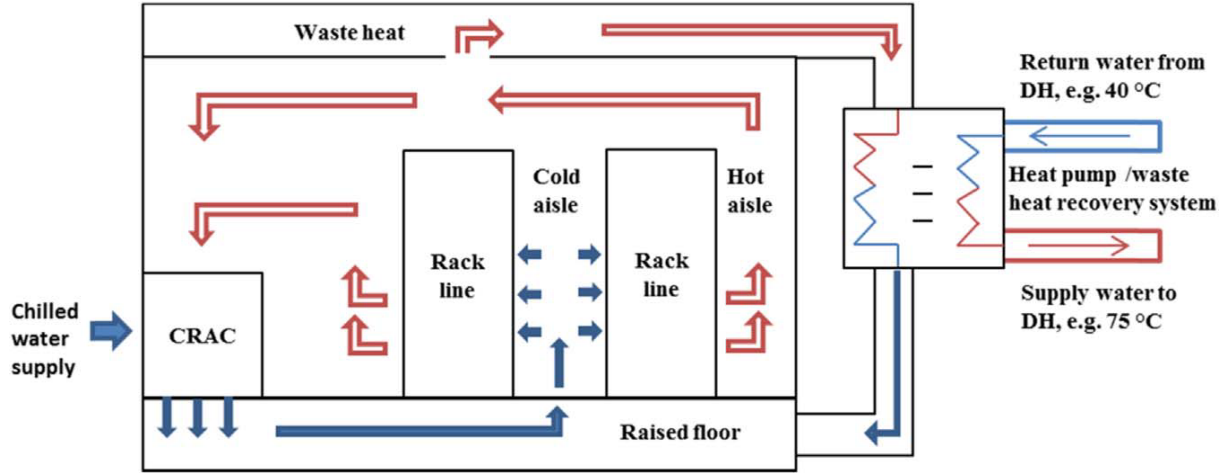 Waste heat
Return water from
DH, e.g. 40 °C
Cold
aisle
Hot
aisle
Heat pump /waste
heat recovery system
Rack
line
Rack
line
Supply water to
DH, e.g. 75 °C
Chilled
water
supply
CRAC
Raised floor